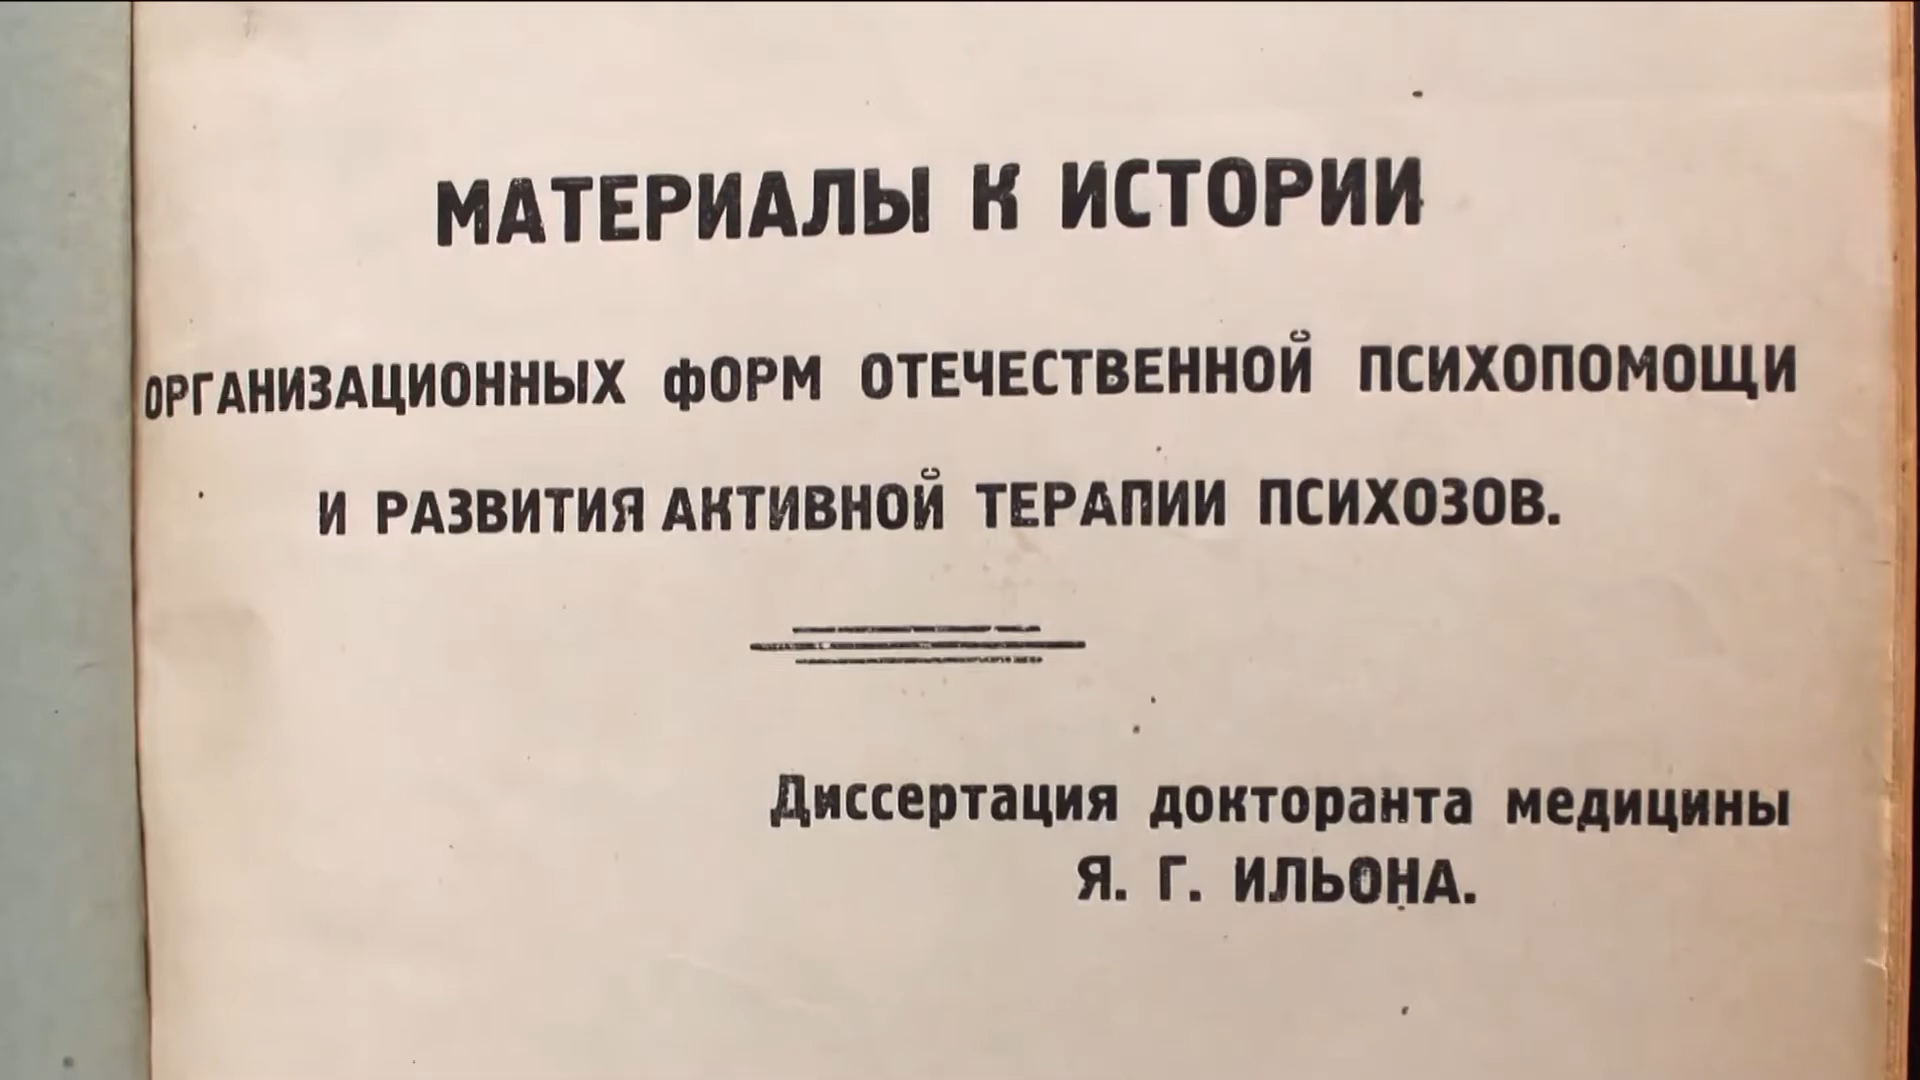 МАТЕРИАЛЫ К ИСТОРИИ
ОРГАНИЗАЦИОННЫХ ФОРМ ОТЕЧЕСТВЕННОЙ ПСИХОПОМОЩИ
И РАЗВИТИЯ АКТИВНОЙ ТЕРАПИИ ПСИХОЗОВ.
Диссертация докторанта медицины
Я. Г. ИЛЬОНА.